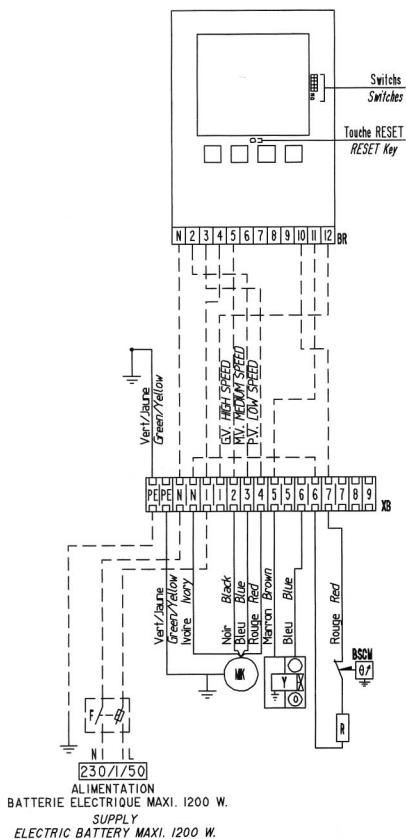 Switchs
Switches
Touche RESET
RESET Key
N 2 3 4 5 6 7 8 9 10 11 12 BR
Vert/Jaune
Green/Yellow
G.V. HIGH SPEED
M.V. MEDIUM SPEED
P.V. LOW SPEED
PE PE N N 1 1 2 3 4 5 5 6 6 7 7 8 9 XB
Vert/Jaune
Green/Yellow
Ivoire Ivory
Noir Black
Bleu Blue
Rouge Red
Marron Brown
Bleu Blue
Rouge Red
BSCM
θ
MK
Y
F
R
N L
230/1/50
ALIMENTATION
BATTERIE ELECTRIQUE MAXI. 1200 W.
SUPPLY
ELECTRIC BATTERY MAXI. 1200 W.